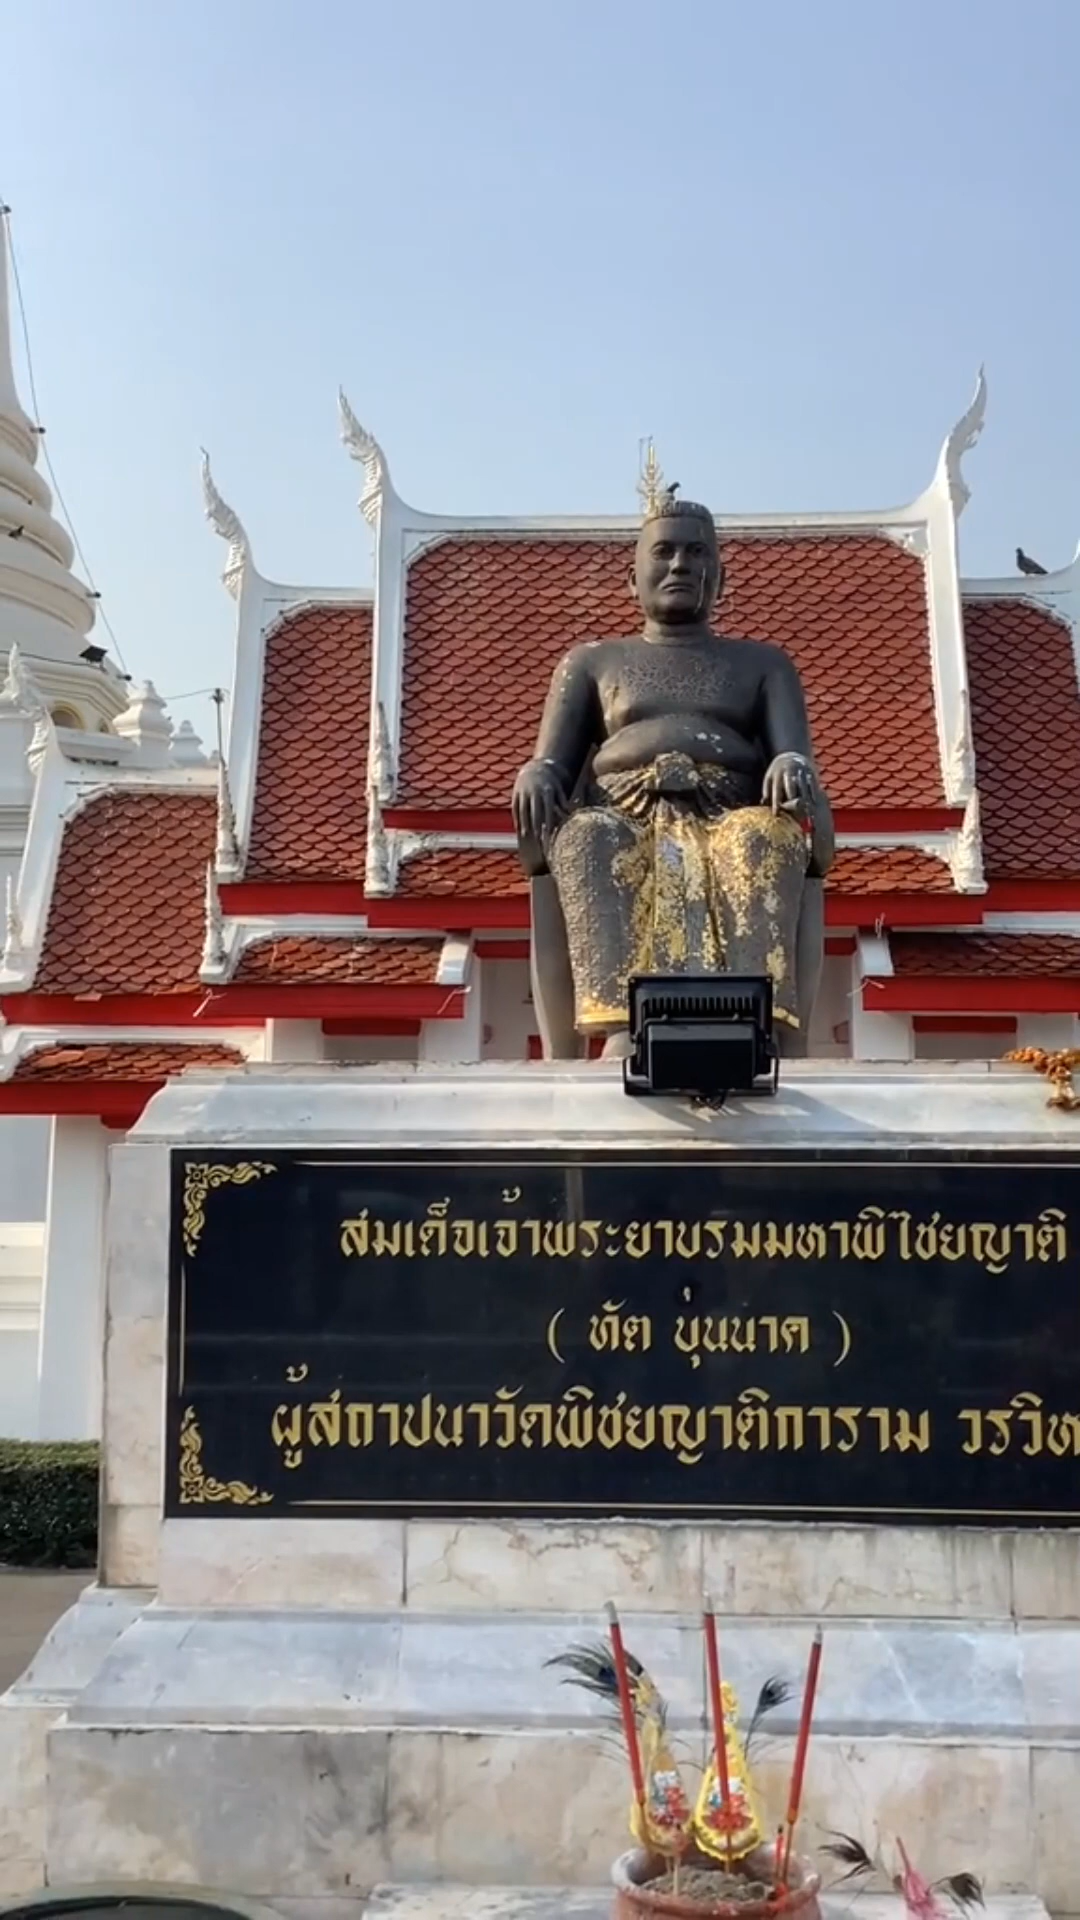 สมเด็จเจ้าพระยาบรมมหาพิไชยญาติ
( ทัต บุนนาค )
ผู้สถาปนาวัดพิชยญาติการาม